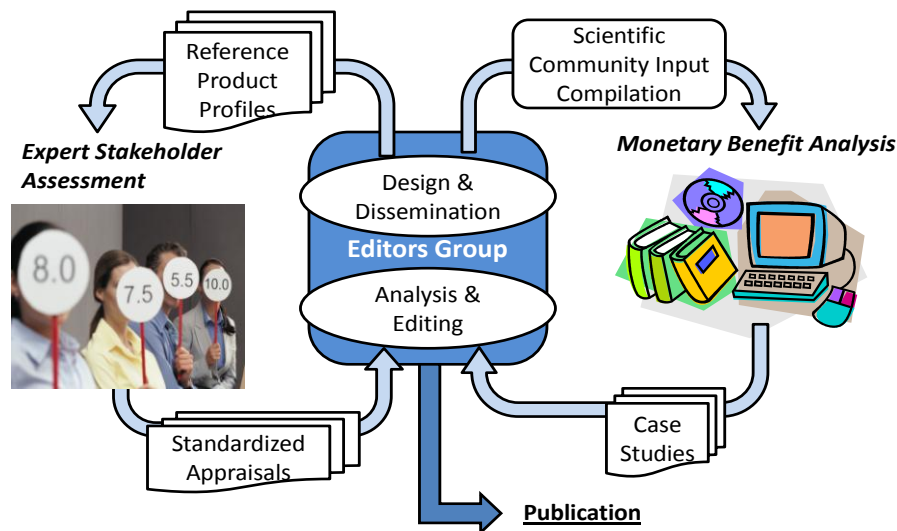 Reference
Product
Profiles
Scientific
Community Input
Compilation
Expert Stakeholder
Assessment
Monetary Benefit Analysis
Design &
Dissemination
Editors Group
Analysis &
Editing
8.0
7.5
5.5
10.0
Standardized
Appraisals
Case
Studies
Publication